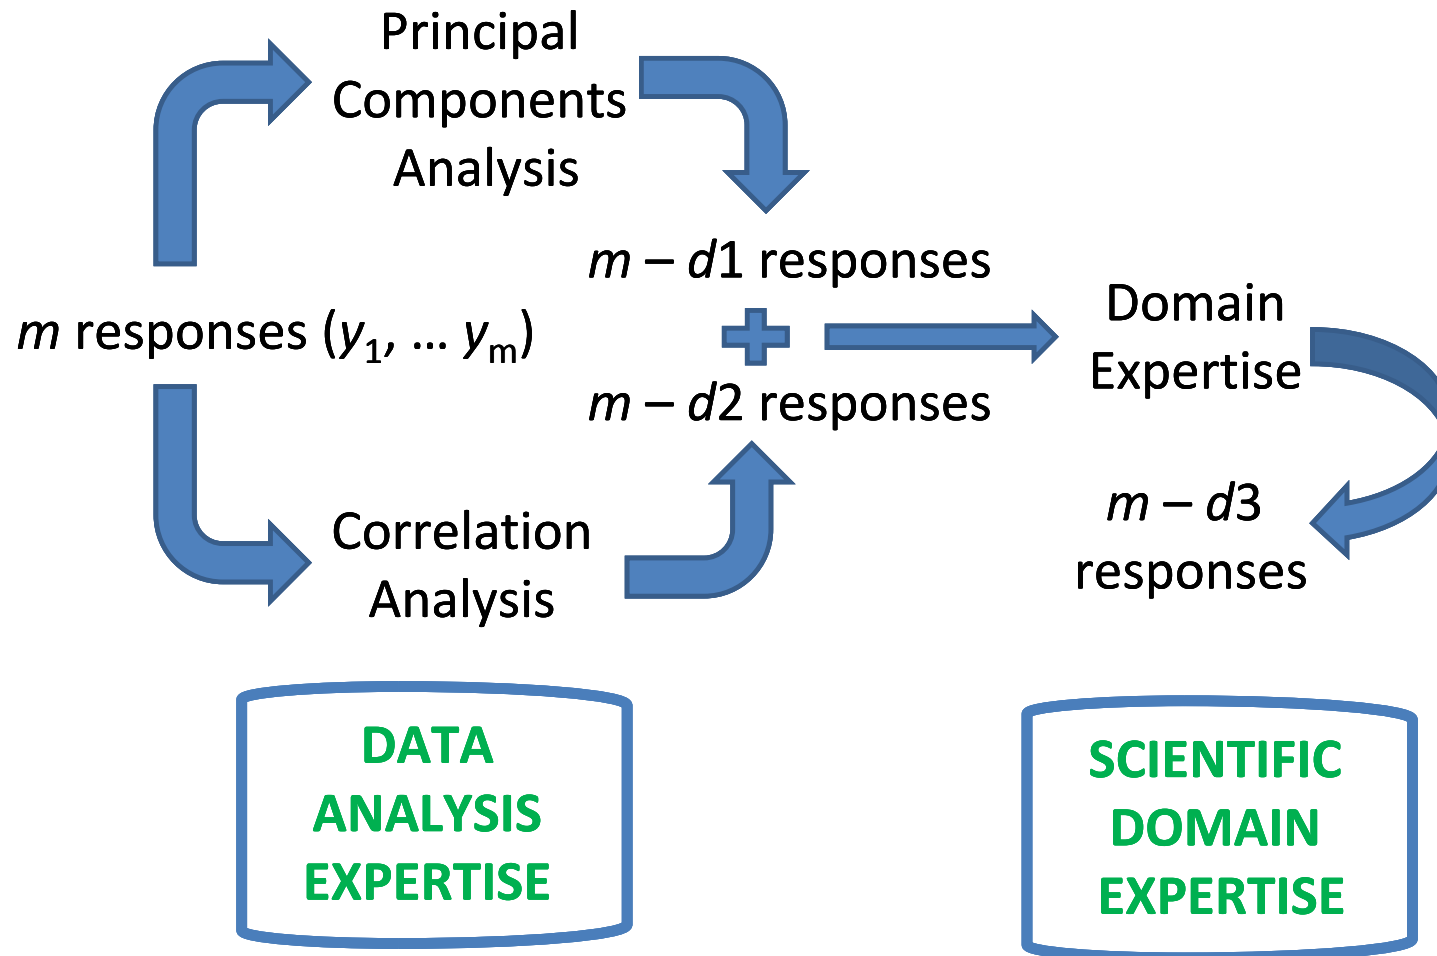 Principal
Components
Analysis
m – d1 responses
m responses (y₁, … yₘ)
m – d2 responses
Domain
Expertise
m – d3
responses
Correlation
Analysis
DATA
ANALYSIS
EXPERTISE
SCIENTIFIC
DOMAIN
EXPERTISE